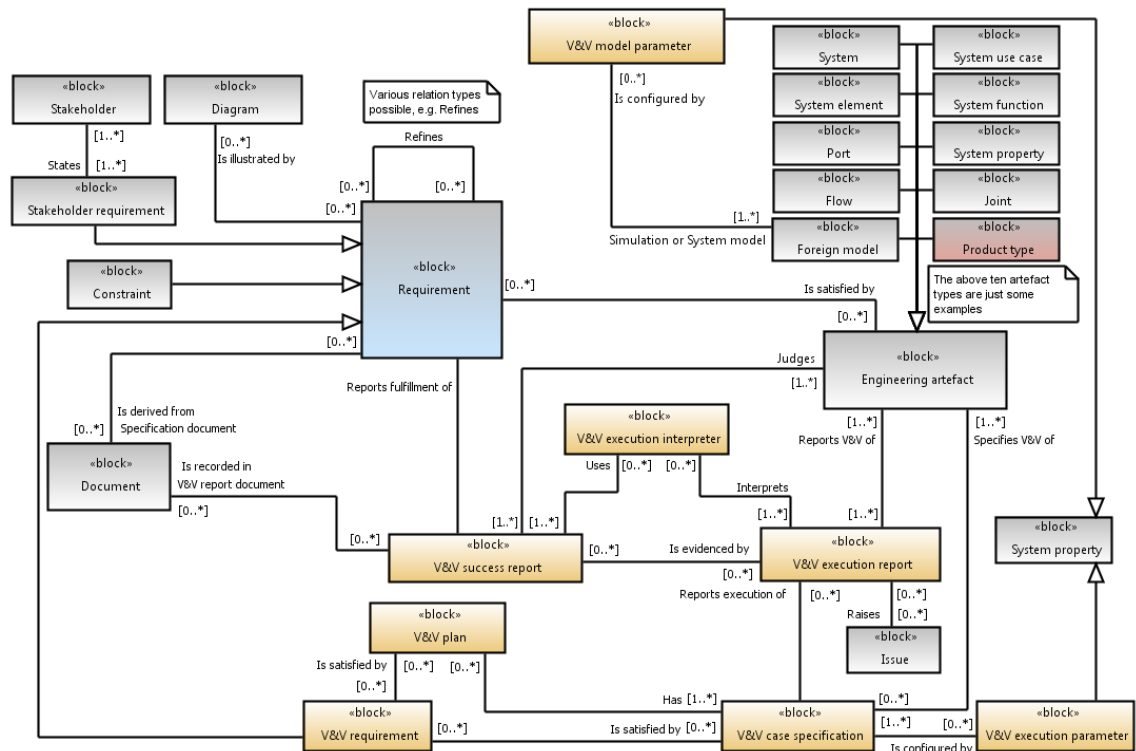 «block»
V&V model parameter
[0..*]
Is configured by
«block»
System
«block»
System use case
«block»
System element
«block»
System function
«block»
Port
«block»
System property
«block»
Flow
«block»
Joint
«block»
Foreign model
«block»
Product type
[1..*]
Simulation or System model
The above ten artefact
types are just some
examples
«block»
Stakeholder
«block»
Diagram
Various relation types
possible, e.g. Refines
Refines
[1..*]
States
[1..*]
[0..*]
Is illustrated by
[0..*]
[0..*]
[0..*]
«block»
Stakeholder requirement
«block»
Constraint
«block»
Requirement
[0..*]
Is satisfied by
[0..*]
«block»
Engineering artefact
[0..*]
Reports fulfillment of
Judges
[1..*]
Is derived from
Specification document
[0..*]
«block»
Document
Is recorded in
V&V report document
[0..*]
[0..*]
«block»
V&V execution interpreter
Uses
[0..*]
[0..*]
Interprets
[1..*]
Reports V&V of
[1..*]
Specifies V&V of
[1..*]
[1..*]
[1..*]
[1..*]
«block»
V&V success report
[0..*]
Is evidenced by
[0..*]
«block»
V&V execution report
«block»
System property
Reports execution of
[0..*]
[0..*]
Raises
[0..*]
«block»
Issue
«block»
V&V plan
Is satisfied by
[0..*]
[0..*]
[0..*]
Has
[1..*]
«block»
V&V requirement
[0..*]
Is satisfied by
[0..*]
«block»
V&V case specification
[0..*]
[1..*]
[0..*]
Is configured by
«block»
V&V execution parameter